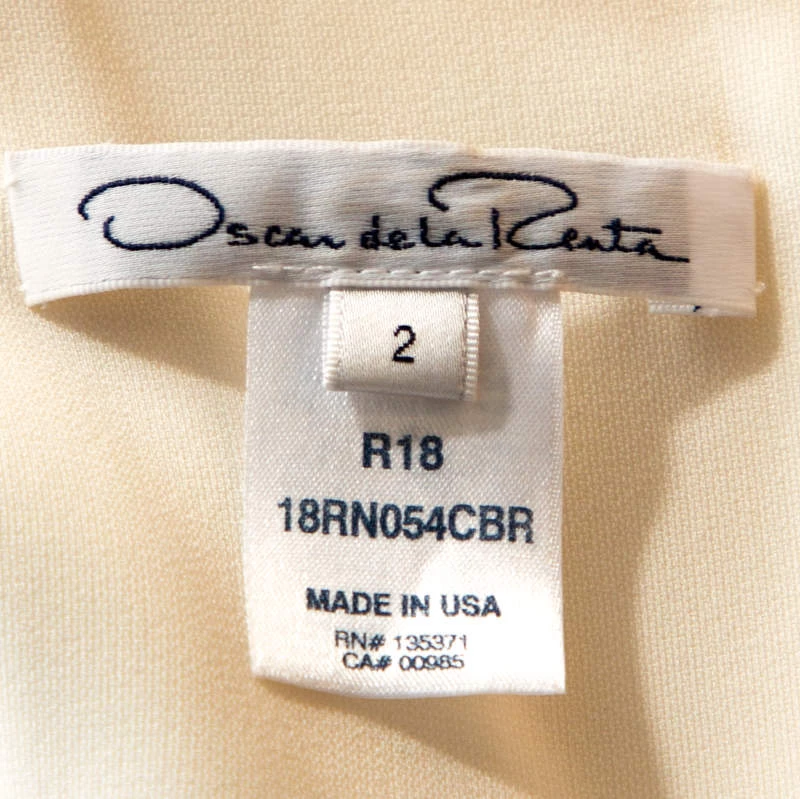 Oscar de la Renta
2
R18
18RN054CBR
MADE IN USA
RN# 135371
CA# 00985